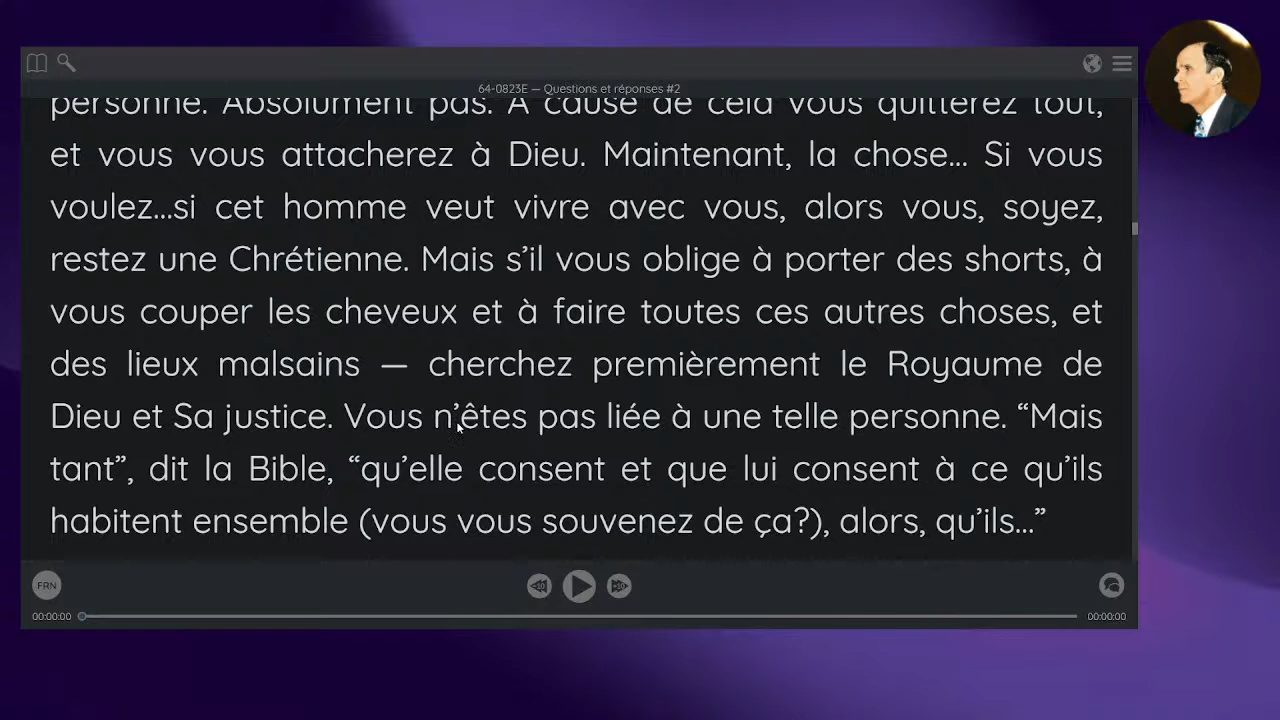 64-0823E — Questions et réponses #2
personne. Absolument pas. À cause de cela vous quitterez tout,
et vous vous attacherez à Dieu. Maintenant, la chose... Si vous
voulez...si cet homme veut vivre avec vous, alors vous, soyez,
restez une Chrétienne. Mais s’il vous oblige à porter des shorts, à
vous couper les cheveux et à faire toutes ces autres choses, et
des lieux malsains — cherchez premièrement le Royaume de
Dieu et Sa justice. Vous n’êtes pas liée à une telle personne. “Mais
tant”, dit la Bible, “qu’elle consent et que lui consent à ce qu’ils
habitent ensemble (vous vous souvenez de ça?), alors, qu’ils...”
FRN
00:00:00
00:00:00